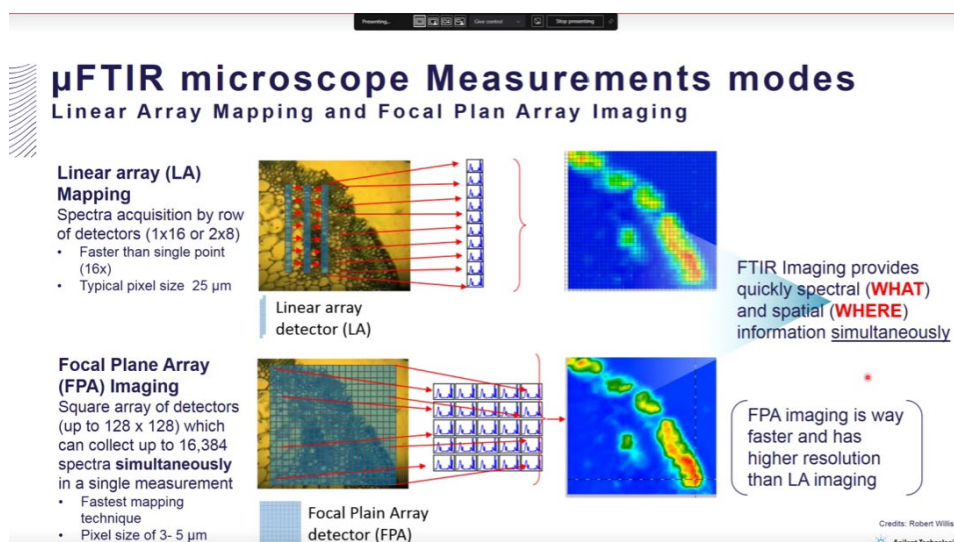 Presenting...
Give control
Stop presenting
µFTIR microscope Measurements modes
Linear Array Mapping and Focal Plan Array Imaging
Linear array (LA)
Mapping
Spectra acquisition by row
of detectors (1x16 or 2x8)
• Faster than single point
(16x)
• Typical pixel size 25 µm
Linear array
detector (LA)
Focal Plane Array
(FPA) Imaging
Square array of detectors
(up to 128 x 128) which
can collect up to 16,384
spectra simultaneously
in a single measurement
• Fastest mapping
technique
• Pixel size of 3- 5 µm
Focal Plain Array
detector (FPA)
FTIR Imaging provides
quickly spectral (WHAT)
and spatial (WHERE)
information simultaneously
FPA imaging is way
faster and has
higher resolution
than LA imaging
Credits: Robert Willis
Agilent Technologi